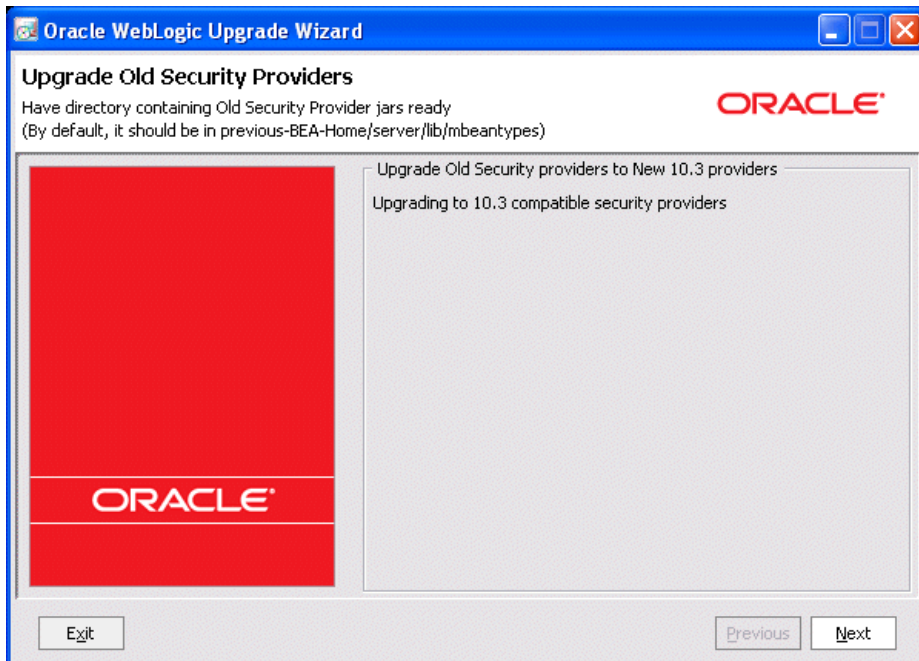 Oracle WebLogic Upgrade Wizard
Upgrade Old Security Providers
Have directory containing Old Security Provider jars ready
(By default, it should be in previous-BEA-Home/server/lib/mbeantypes)
ORACLE
Upgrade Old Security providers to New 10.3 providers
Upgrading to 10.3 compatible security providers
ORACLE
Exit
Previous
Next